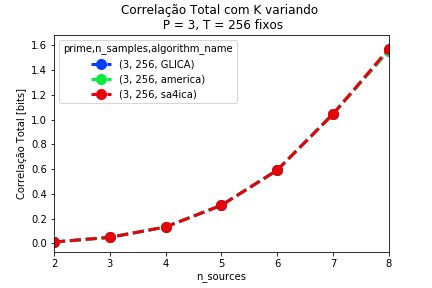 Correlação Total com K variando
P = 3, T = 256 fixos
Correlação Total [bits]
1.6
1.4
1.2
1.0
0.8
0.6
0.4
0.2
0.0
prime,n_samples,algorithm_name
(3, 256, GLICA)
(3, 256, america)
(3, 256, sa4ica)
2 3 4 5 6 7 8
n_sources